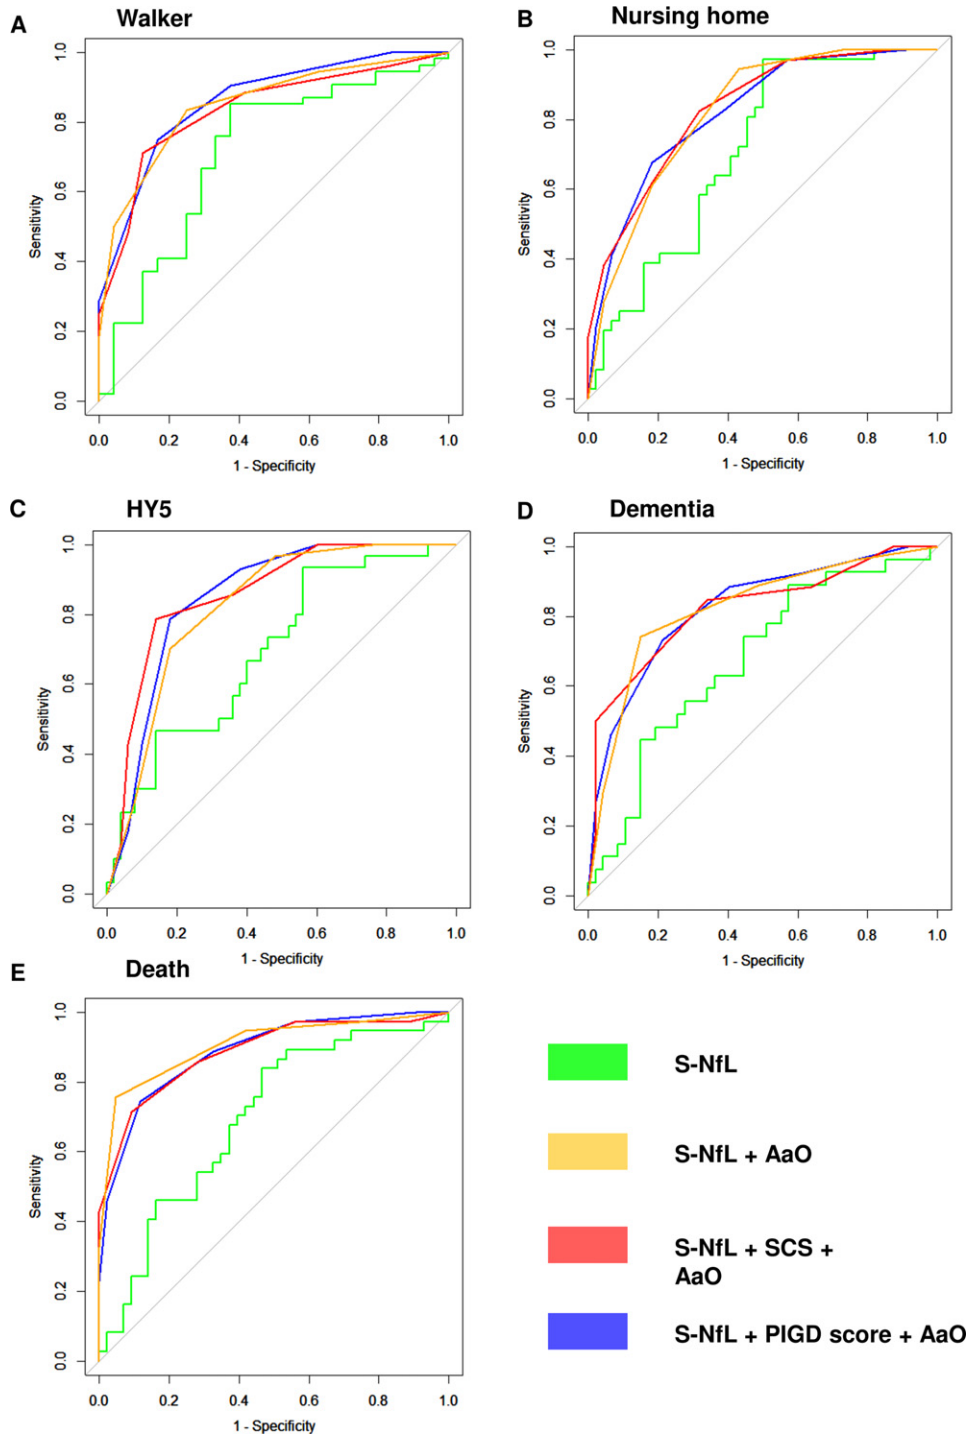 A
Walker
Sensitivity
1.0
0.8
0.6
0.4
0.2
0.0
0.0 0.2 0.4 0.6 0.8 1.0
1 - Specificity
B
Nursing home
Sensitivity
1.0
0.8
0.6
0.4
0.2
0.0
0.0 0.2 0.4 0.6 0.8 1.0
1 - Specificity
C
HY5
Sensitivity
1.0
0.8
0.6
0.4
0.2
0.0
0.0 0.2 0.4 0.6 0.8 1.0
1 - Specificity
D
Dementia
Sensitivity
1.0
0.8
0.6
0.4
0.2
0.0
0.0 0.2 0.4 0.6 0.8 1.0
1 - Specificity
E
Death
Sensitivity
1.0
0.8
0.6
0.4
0.2
0.0
0.0 0.2 0.4 0.6 0.8 1.0
1 - Specificity
S-NfL
S-NfL + AaO
S-NfL + SCS +
AaO
S-NfL + PIGD score + AaO